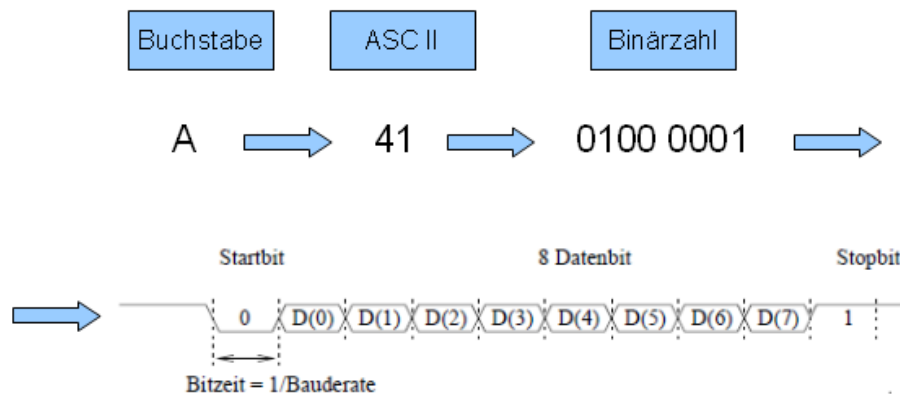 Buchstabe ASC II Binärzahl
A 41 0100 0001
Startbit 8 Datenbit Stopbit
0 D(0) D(1) D(2) D(3) D(4) D(5) D(6) D(7) 1
Bitzeit = 1/Bauderate